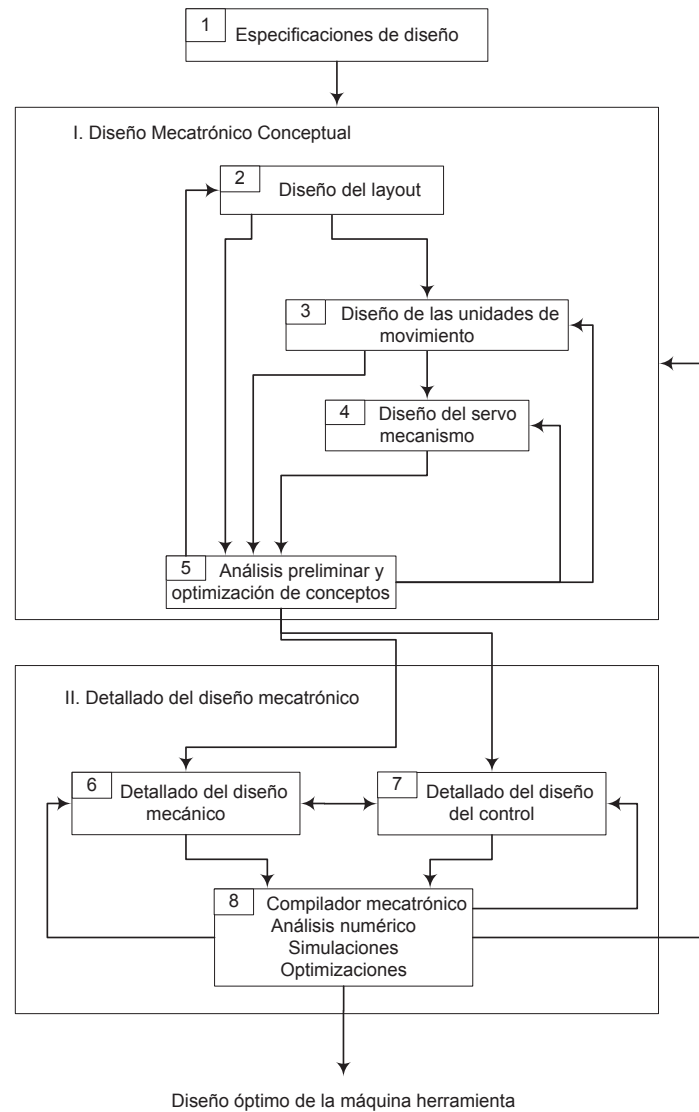 1
Especificaciones de diseño
I. Diseño Mecatrónico Conceptual
2
Diseño del layout
3
Diseño de las unidades de
movimiento
4
Diseño del servo
mecanismo
5
Análisis preliminar y
optimización de conceptos
II. Detallado del diseño mecatrónico
6
Detallado del diseño
mecánico
7
Detallado del diseño
del control
8
Compilador mecatrónico
Análisis numérico
Simulaciones
Optimizaciones
Diseño óptimo de la máquina herramienta